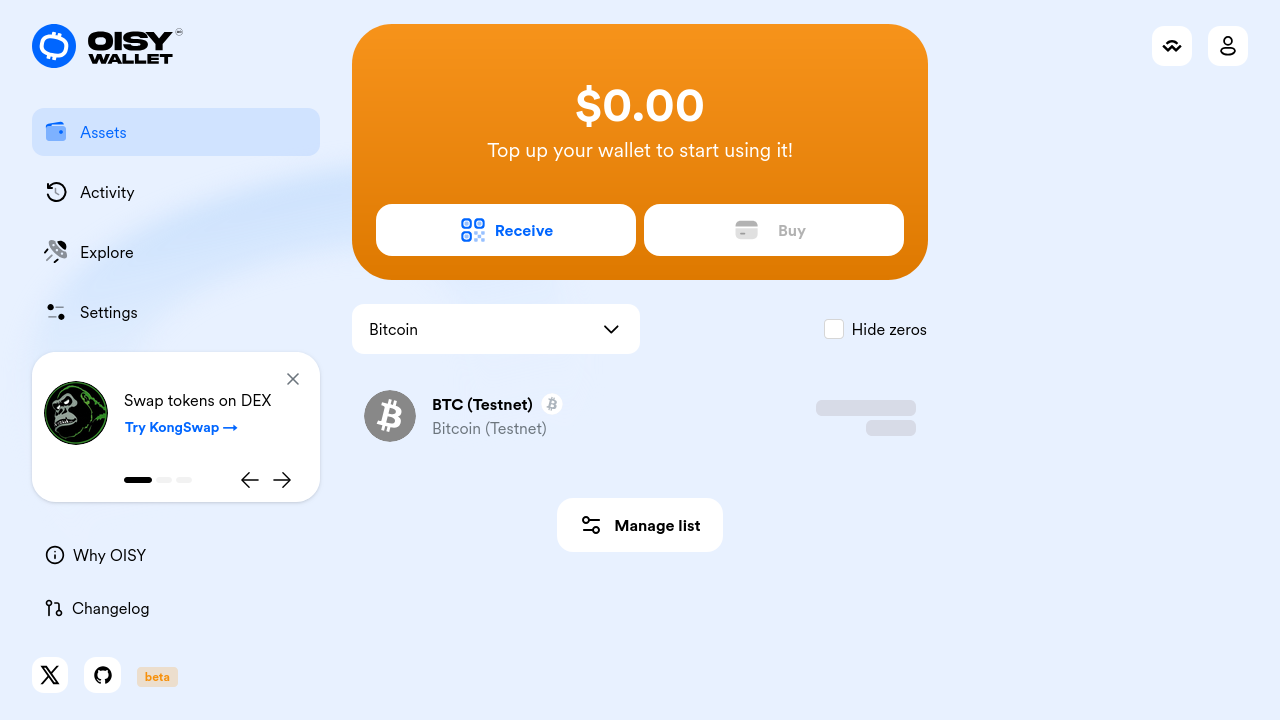 OISY
WALLET
Assets
Activity
Explore
Settings
Swap tokens on DEX
Try KongSwap →
Why OISY
Changelog
beta
$0.00
Top up your wallet to start using it!
Receive
Buy
Bitcoin
Hide zeros
BTC (Testnet)
Bitcoin (Testnet)
Manage list